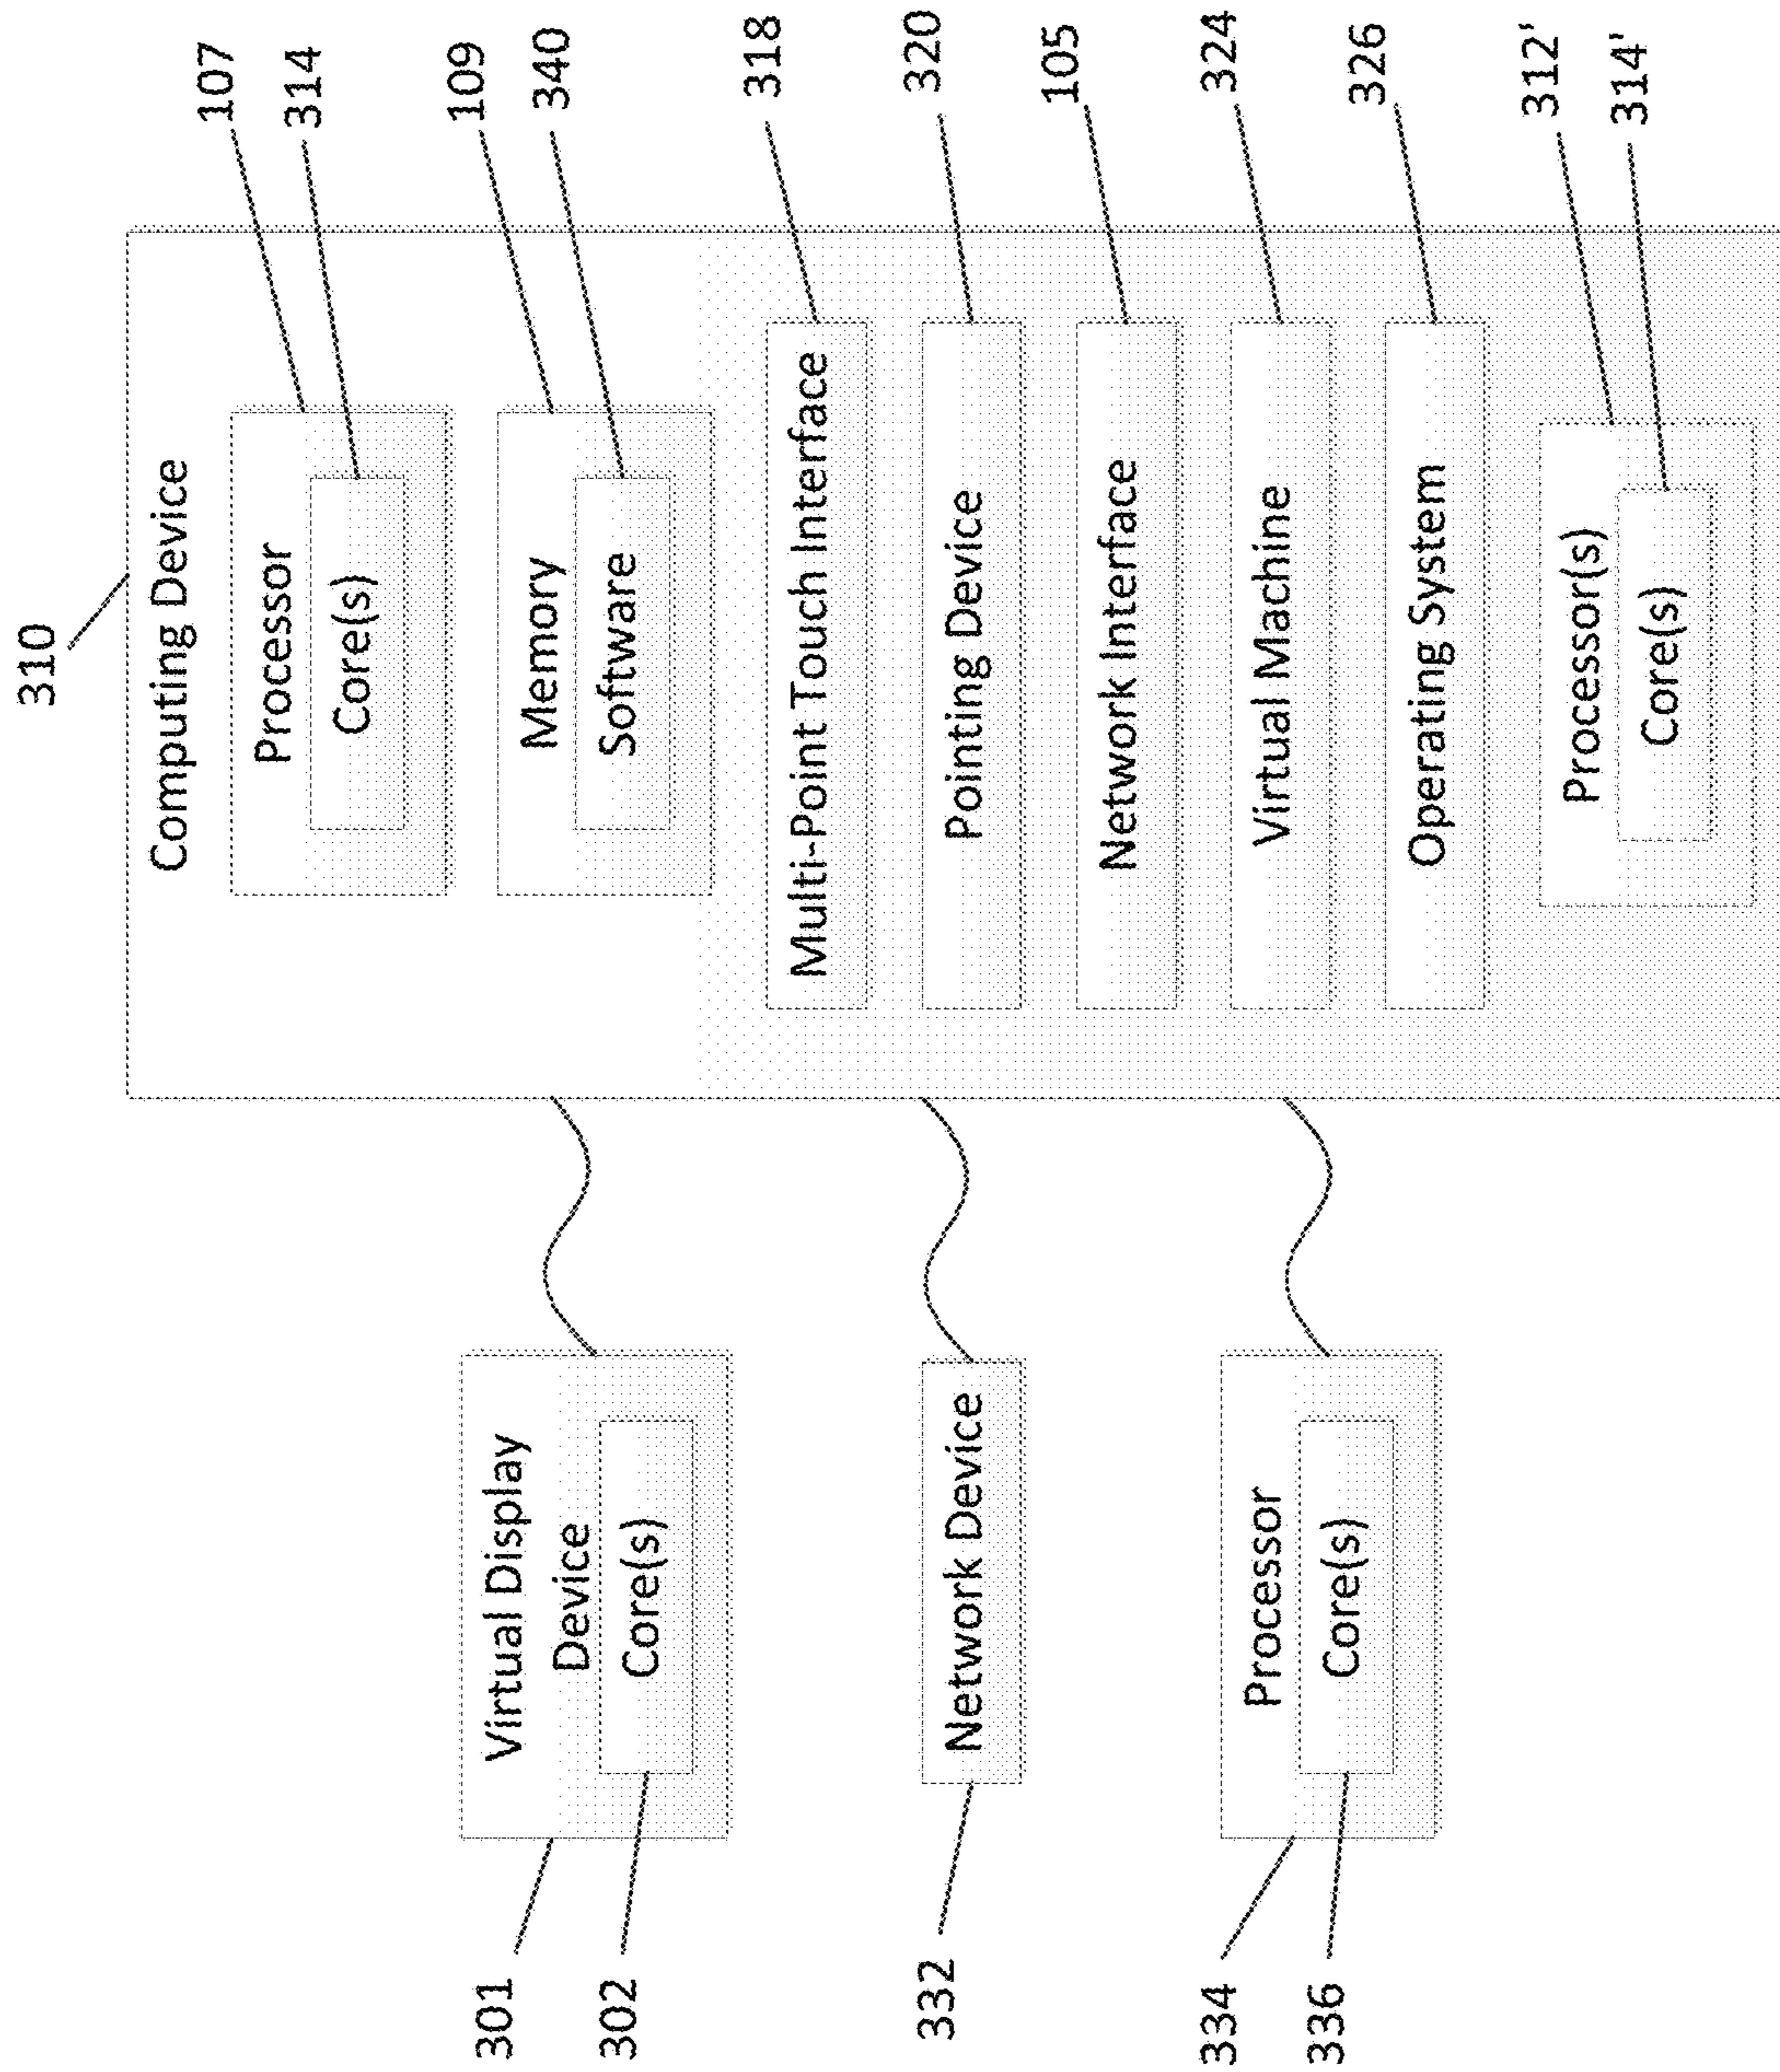 310
Computing Device
Processor
Core(s)
107
314
Memory
Software
109
340
Multi-Point Touch Interface
318
Pointing Device
320
Network Interface
105
Virtual Machine
324
Operating System
326
Processor(s)
Core(s)
312'
314'
Virtual Display
Device
Core(s)
301
302
Network Device
332
Processor
Core(s)
334
336